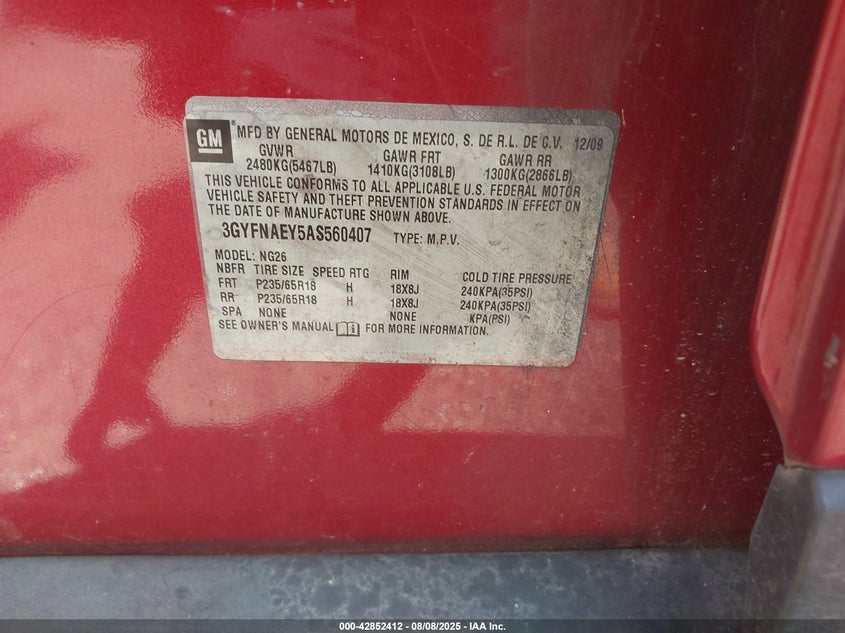 GM ® MFD BY GENERAL MOTORS DE MEXICO, S. DE R.L. DE C.V. 12/09
GVWR GAWR FRT GAWR RR
2480KG(5467LB) 1410KG(3108LB) 1300KG(2866LB)
THIS VEHICLE CONFORMS TO ALL APPLICABLE U.S. FEDERAL MOTOR
VEHICLE SAFETY AND THEFT PREVENTION STANDARDS IN EFFECT ON
THE DATE OF MANUFACTURE SHOWN ABOVE.
3GYFNAEY5AS560407 TYPE: M.P.V.
MODEL: NG26
NBFR TIRE SIZE SPEED RTG RIM COLD TIRE PRESSURE
FRT P235/65R18 H 18X8J 240KPA(35PSI)
RR P235/65R18 H 18X8J 240KPA(35PSI)
SPA NONE NONE KPA(PSI)
SEE OWNER'S MANUAL FOR MORE INFORMATION.
000-42852412 - 08/08/2025 - IAA Inc.